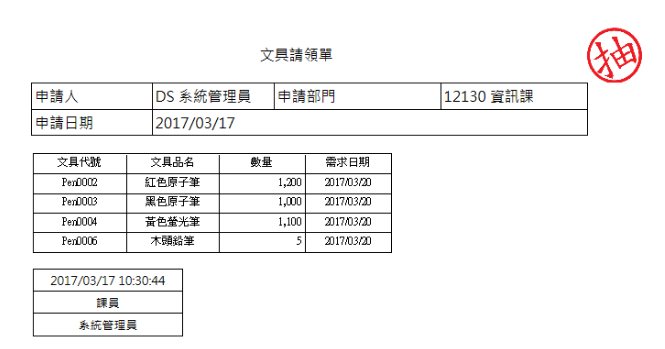 文具請領單
抽
申請人 DS 系統管理員 申請部門 12130 資訊課
申請日期 2017/03/17
文具代號 文具品名 數量 需求日期
Pen0002 紅色原子筆 1,200 2017/03/20
Pen0003 黑色原子筆 1,000 2017/03/20
Pen0004 黃色螢光筆 1,100 2017/03/20
Pen0006 木頭鉛筆 5 2017/03/20
2017/03/17 10:30:44
課員
系統管理員